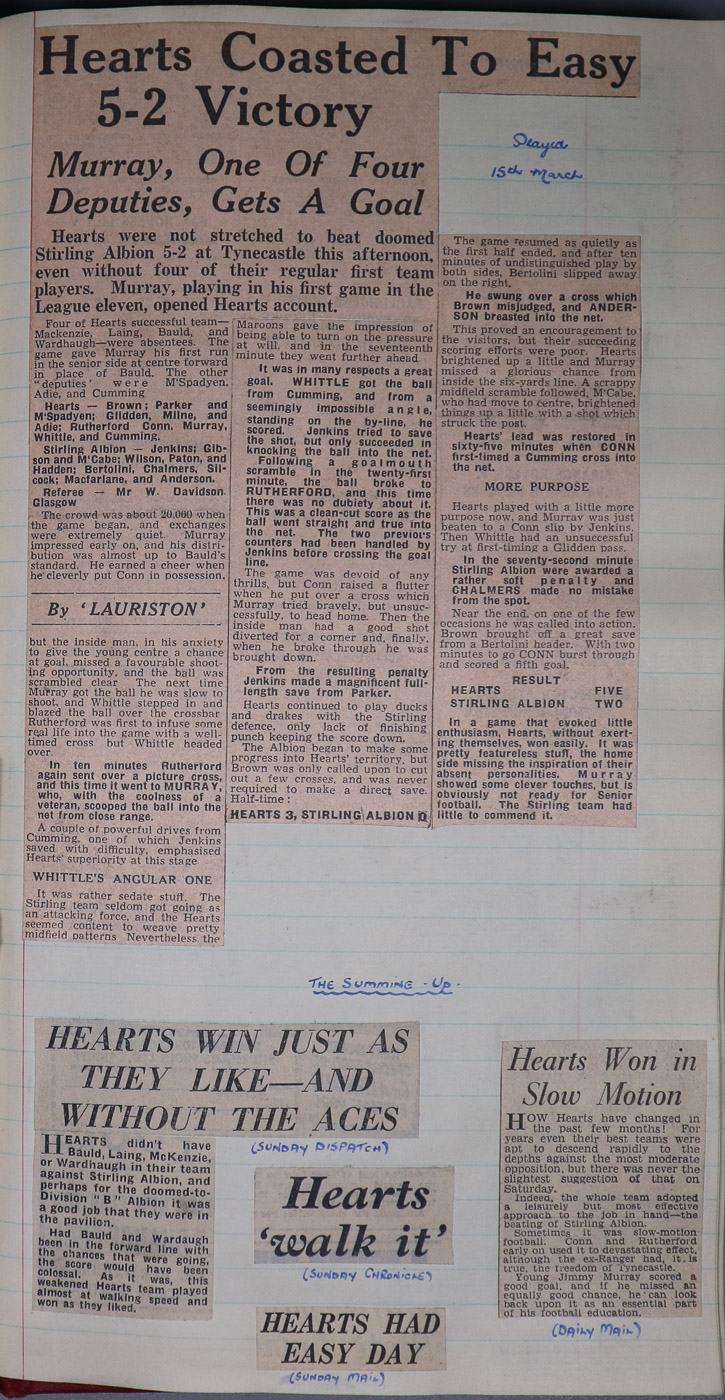 Hearts Coasted To Easy
5-2 Victory
Murray, One Of Four
Deputies, Gets A Goal
Played
15th March
Hearts were not stretched to beat doomed
Stirling Albion 5-2 at Tynecastle this afternoon,
even without four of their regular first team
players. Murray, playing in his first game in the
League eleven, opened Hearts account.
Four of Hearts successful team—
Mackenzie, Laing, Bauld, and
Wardhaugh—were absentees. The
game gave Murray his first run
in the senior side at centre forward
in place of Bauld. The other
"deputies" were M'Spadyen,
Adie, and Cumming
Hearts — Brown; Parker and
M'Spadyen; Glidden, Milne, and
Adie; Rutherford Conn, Murray,
Whittle, and Cumming.
Stirling Albion — Jenkins; Gib-
son and M'Cabe; Wilson, Paton, and
Hadden; Bertolini, Chalmers, Sil-
cock; Macfarlane, and Anderson.
Referee — Mr W. Davidson
Glasgow
The crowd was about 20,000 when
the game began, and exchanges
were extremely quiet. Murray
impressed early on, and his distri-
bution was almost up to Bauld's
standard. He earned a cheer when
he cleverly put Conn in possession,
By 'LAURISTON'
but the inside man, in his anxiety
to give the young centre a chance
at goal, missed a favourable shoot-
ing opportunity, and the ball was
scrambled clear. The next time
Murray got the ball he was slow to
shoot, and Whittle stepped in and
blazed the ball over the crossbar
Rutherford was first to infuse some
real life into the game with a well-
timed cross but Whittle headed
over.
In ten minutes Rutherford
again sent over a picture cross,
and this time it went to MURRAY,
who, with the coolness of a
veteran, scooped the ball into the
net from close range.
A couple of powerful drives from
Cumming, one of which Jenkins
saved with difficulty, emphasised
Hearts' superiority at this stage
WHITTLE'S ANGULAR ONE
It was rather sedate stuff. The
Stirling team seldom got going as
an attacking force, and the Hearts
seemed content to weave pretty
midfield patterns Nevertheless the
Maroons gave the impression of
being able to turn on the pressure
at will, and in the seventeenth
minute they went further ahead
It was in many respects a great
goal. WHITTLE got the ball
from Cumming, and from a
seemingly impossible angle,
standing on the by-line, he
scored. Jenkins tried to save
the shot, but only succeeded in
knocking the ball into the net.
Following a goalmouth
scramble in the twenty-first
minute, the ball broke to
RUTHERFORD, and this time
there was no dubiety about it.
This was a clean-cut score as the
ball went straight and true into
the net. The two previous
counters had been handled by
Jenkins before crossing the goal
line.
The game was devoid of any
thrills, but Conn raised a flutter
when he put over a cross which
Murray tried bravely, but unsuc-
cessfully, to head home. Then the
inside man had a good shot
diverted for a corner and, finally,
when he broke through he was
brought down.
From the resulting penalty
Jenkins made a magnificent full-
length save from Parker.
Hearts continued to play ducks
and drakes with the Stirling
defence, only lack of finishing
punch keeping the score down.
The Albion began to make some
progress into Hearts' territory, but
Brown was only called upon to cut
out a few crosses, and was never
required to make a direct save.
Half-time:
HEARTS 3, STIRLING ALBION 0.
The game resumed as quietly as
the first half ended, and after ten
minutes of undistinguished play by
both sides, Bertolini slipped away
on the right.
He swung over a cross which
Brown misjudged, and ANDER-
SON breasted into the net.
This proved an encouragement to
the visitors, but their succeeding
scoring efforts were poor. Hearts
brightened up a little and Murray
missed a glorious chance from
inside the six-yards line. A scrappy
midfield scramble followed, M'Cabe,
who had move to centre, brightened
things up a little with a shot which
struck the post.
Hearts' lead was restored in
sixty-five minutes when CONN
first-timed a Cumming cross into
the net.
MORE PURPOSE
Hearts played with a little more
purpose now, and Murray was just
beaten to a Conn slip by Jenkins.
Then Whittle had an unsuccessful
try at first-timing a Glidden pass.
In the seventy-second minute
Stirling Albion were awarded a
rather soft penalty and
CHALMERS made no mistake
from the spot.
Near the end, on one of the few
occasions he was called into action.
Brown brought off a great save
from a Bertolini header. With two
minutes to go CONN burst through
and scored a fifth goal.
RESULT
HEARTS FIVE
STIRLING ALBION TWO
In a game that evoked little
enthusiasm, Hearts, without exert-
ing themselves, won easily. It was
pretty featureless stuff, the home
side missing the inspiration of their
absent personalities. Murray
showed some clever touches, but is
obviously not ready for Senior
football. The Stirling team had
little to commend it.
THE SUMMING-UP.
HEARTS WIN JUST AS
THEY LIKE—AND
WITHOUT THE ACES
(SUNDAY DISPATCH)
HEARTS didn't have
Bauld, Laing, McKenzie,
or Wardhaugh in their team
against Stirling Albion, and
perhaps for the doomed-to-
Division "B" Albion it was
a good job that they were in
the pavilion.
Had Bauld and Wardaugh
been in the forward line with
the chances that were going,
the score would have been
colossal. As it was, this
weakened Hearts team played
almost at walking speed and
won as they liked.
Hearts
'walk it'
(SUNDAY CHRONICLE)
HEARTS HAD
EASY DAY
(SUNDAY MAIL)
Hearts Won in
Slow Motion
HOW Hearts have changed in
the past few months! For
years even their best teams were
apt to descend rapidly to the
depths against the most moderate
opposition, but there was never the
slightest suggestion of that on
Saturday.
Indeed, the whole team adopted
a leisurely but most effective
approach to the job in hand—the
beating of Stirling Albion.
Sometimes it was slow-motion
football. Conn and Rutherford
early on used it to devastating effect,
although the ex-Ranger had, it is
true, the freedom of Tynecastle.
Young Jimmy Murray scored a
good goal, and if he missed an
equally good chance, he can look
back upon it as an essential part
of his football education.
(DAILY MAIL)